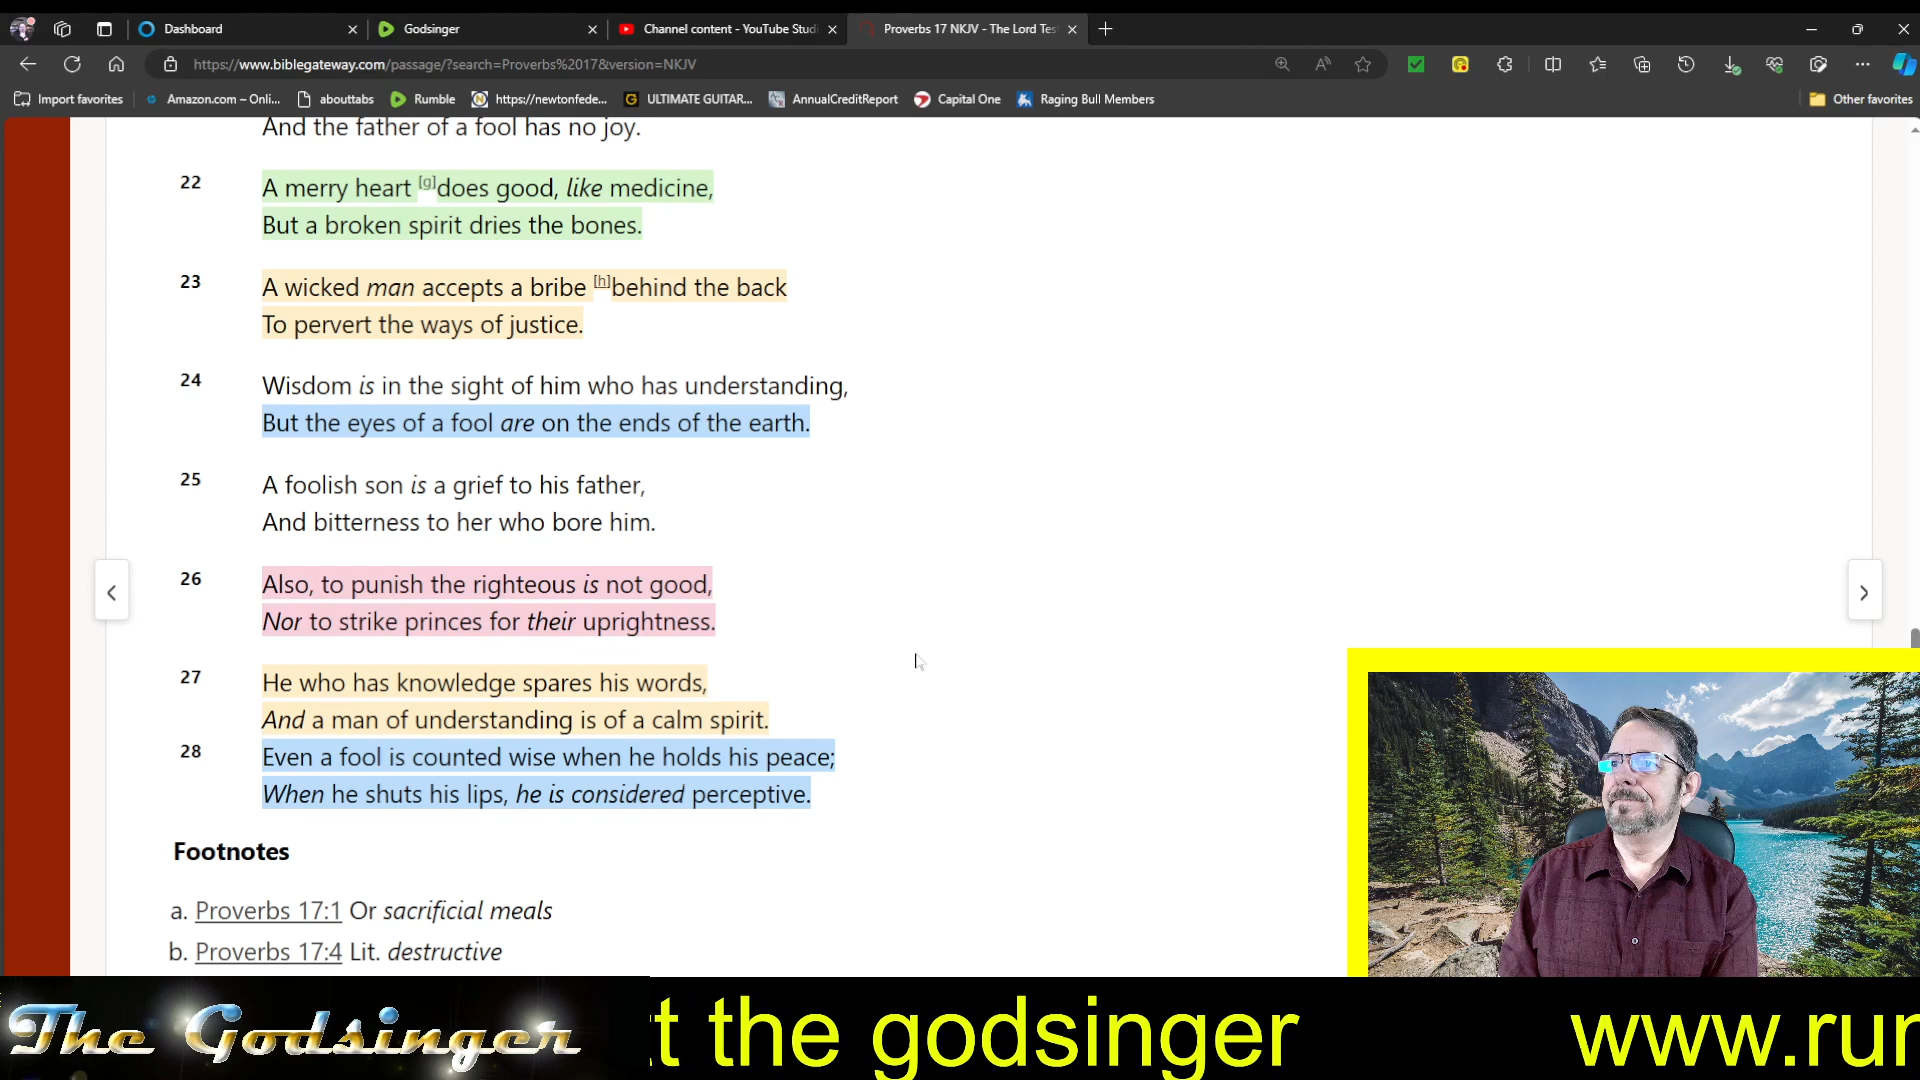 Dashboard
Godsinger
Channel content - YouTube Studi
Proverbs 17 NKJV - The Lord Tes
https://www.biblegateway.com/passage/?search=Proverbs%2017&version=NKJV
Import favorites
Amazon.com – Onli...
abouttabs
Rumble
https://newtonfede...
ULTIMATE GUITAR...
AnnualCreditReport
Capital One
Raging Bull Members
Other favorites
And the father of a fool has no joy.
22 A merry heart [g]does good, like medicine,
But a broken spirit dries the bones.
23 A wicked man accepts a bribe [h]behind the back
To pervert the ways of justice.
24 Wisdom is in the sight of him who has understanding,
But the eyes of a fool are on the ends of the earth.
25 A foolish son is a grief to his father,
And bitterness to her who bore him.
26 Also, to punish the righteous is not good,
Nor to strike princes for their uprightness.
27 He who has knowledge spares his words,
And a man of understanding is of a calm spirit.
28 Even a fool is counted wise when he holds his peace;
When he shuts his lips, he is considered perceptive.
Footnotes
a. Proverbs 17:1 Or sacrificial meals
b. Proverbs 17:4 Lit. destructive
The Godsinger
t the godsinger
www.rur